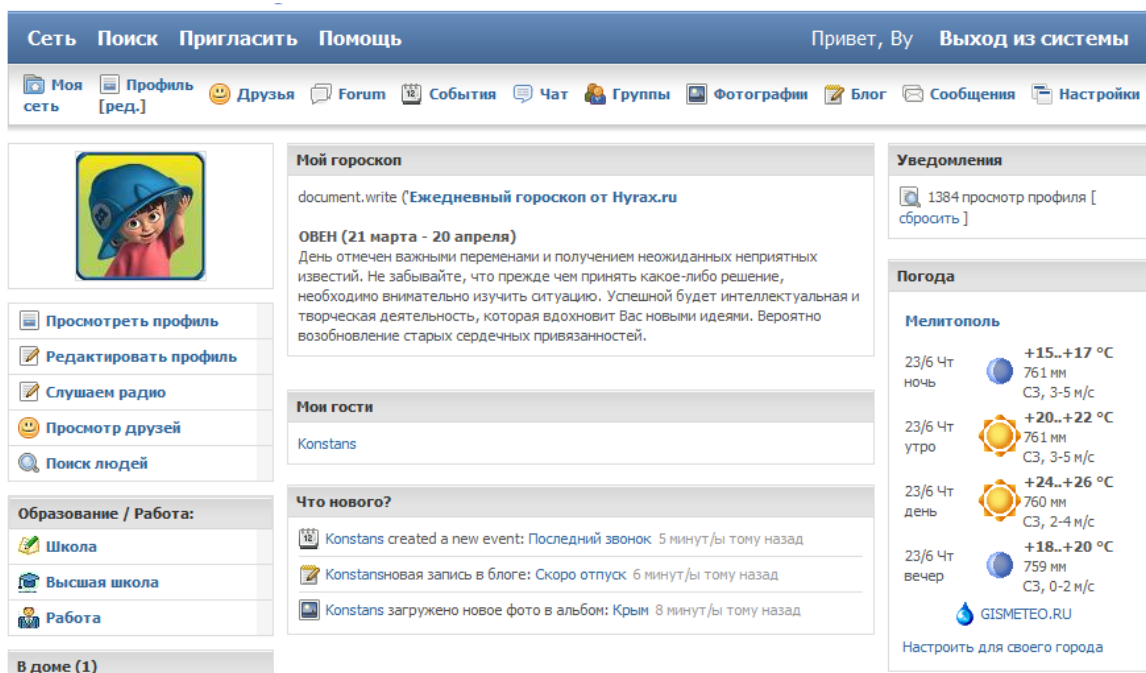 Сеть Поиск Пригласить Помощь Привет, By Выход из системы
Моя сеть Профиль [ред.] Друзья Forum События Чат Группы Фотографии Блог Сообщения Настройки
Просмотреть профиль
Редактировать профиль
Слушаем радио
Просмотр друзей
Поиск людей
Образование / Работа:
Школа
Высшая школа
Работа
В доме (1)
Мой гороскоп
document.write ('Ежедневный гороскоп от Hyrax.ru
ОВЕН (21 марта - 20 апреля)
День отмечен важными переменами и получением неожиданных неприятных
известий. Не забывайте, что прежде чем принять какое-либо решение,
необходимо внимательно изучить ситуацию. Успешной будет интеллектуальная и
творческая деятельность, которая вдохновит Вас новыми идеями. Вероятно
возобновление старых сердечных привязанностей.
Мои гости
Konstans
Что нового?
Konstans created a new event: Последний звонок 5 минут/ы тому назад
Konstansновая запись в блоге: Скоро отпуск 6 минут/ы тому назад
Konstans загружено новое фото в альбом: Крым 8 минут/ы тому назад
Уведомления
1384 просмотр профиля [
сбросить ]
Погода
Мелитополь
23/6 Чт
ночь
+15..+17 °C
761 мм
СЗ, 3-5 м/с
23/6 Чт
утро
+20..+22 °C
761 мм
СЗ, 3-5 м/с
23/6 Чт
день
+24..+26 °C
760 мм
СЗ, 2-4 м/с
23/6 Чт
вечер
+18..+20 °C
759 мм
СЗ, 0-2 м/с
GISMETEO.RU
Настроить для своего города